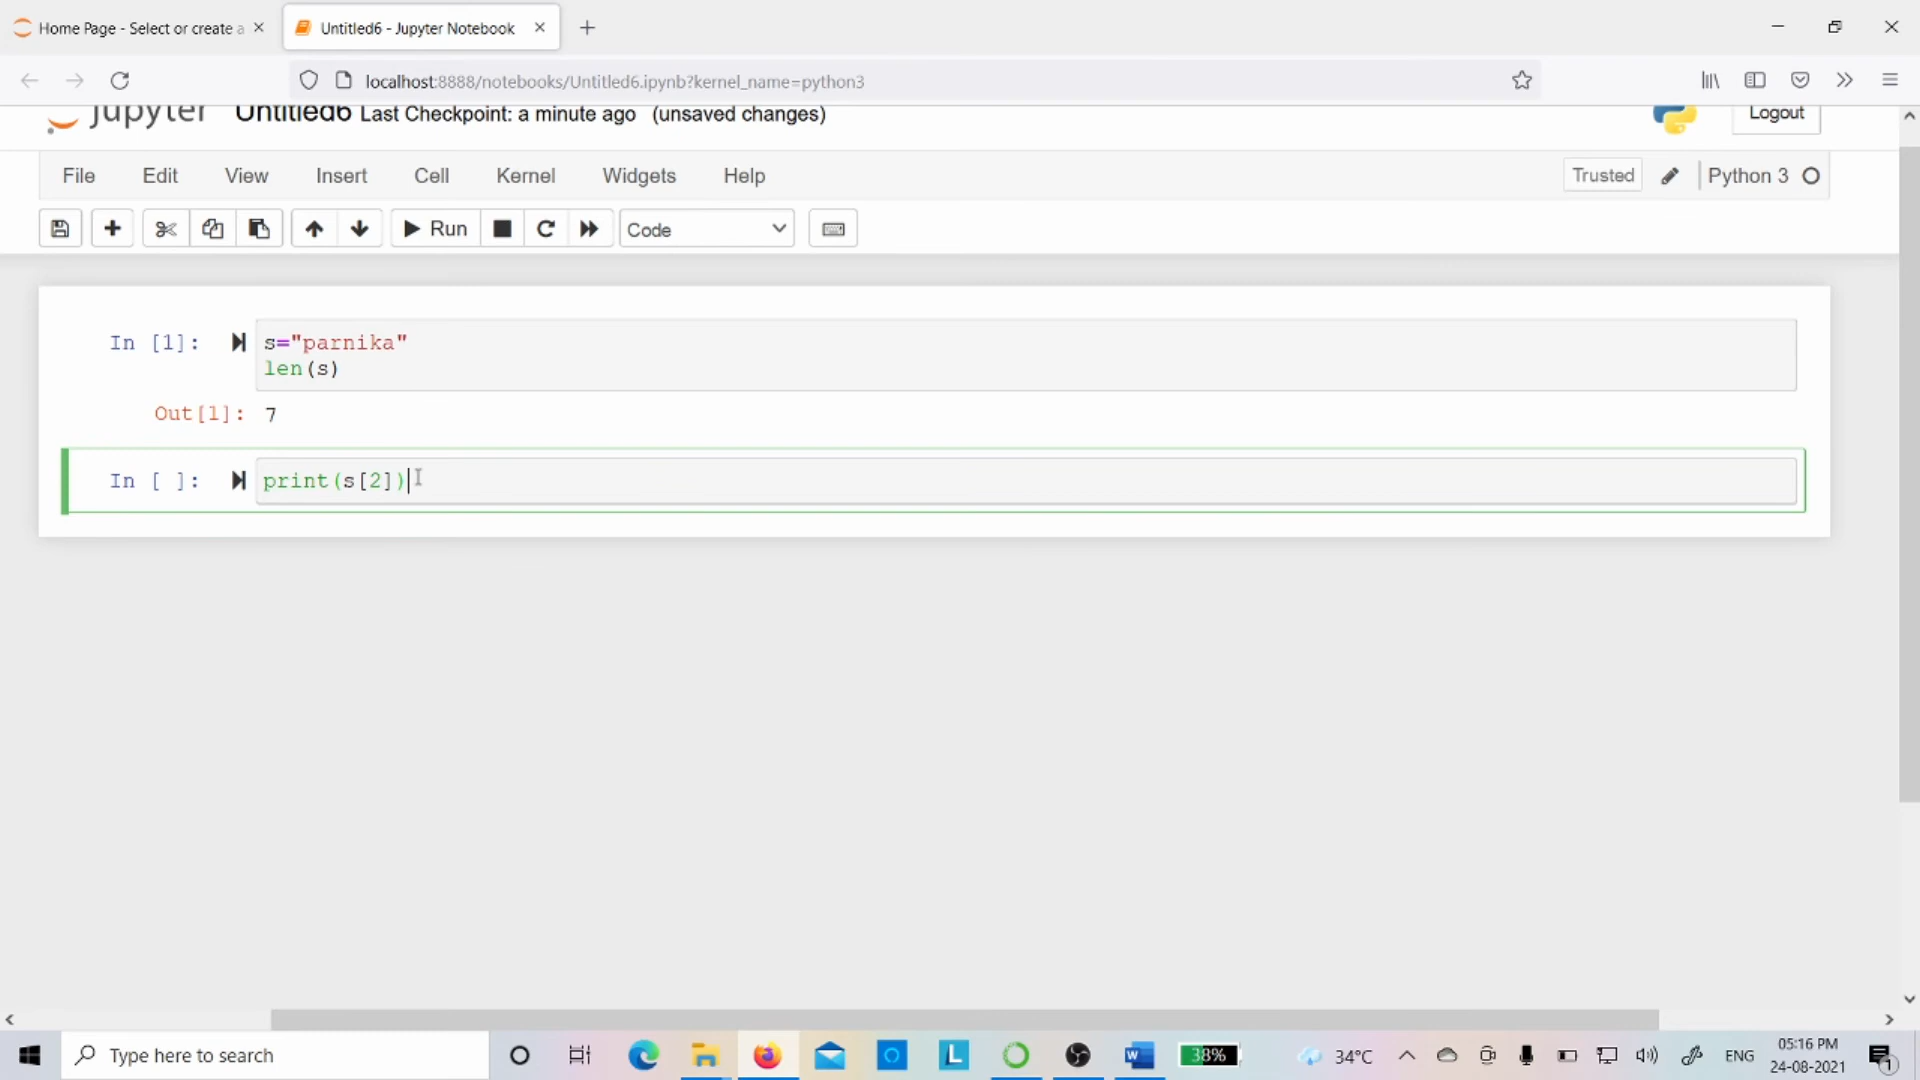 Home Page - Select or create a
Untitled6 - Jupyter Notebook
localhost:8888/notebooks/Untitled6.ipynb?kernel_name=python3
jupyter Untitled6 Last Checkpoint: a minute ago (unsaved changes)
Logout
File Edit View Insert Cell Kernel Widgets Help
Trusted Python 3
Run Code
In [1]: s="parnika"
len(s)
Out[1]: 7
In [ ]: print(s[2])
Type here to search
L
W
38%
34°C
ENG
05:16 PM
24-08-2021
1